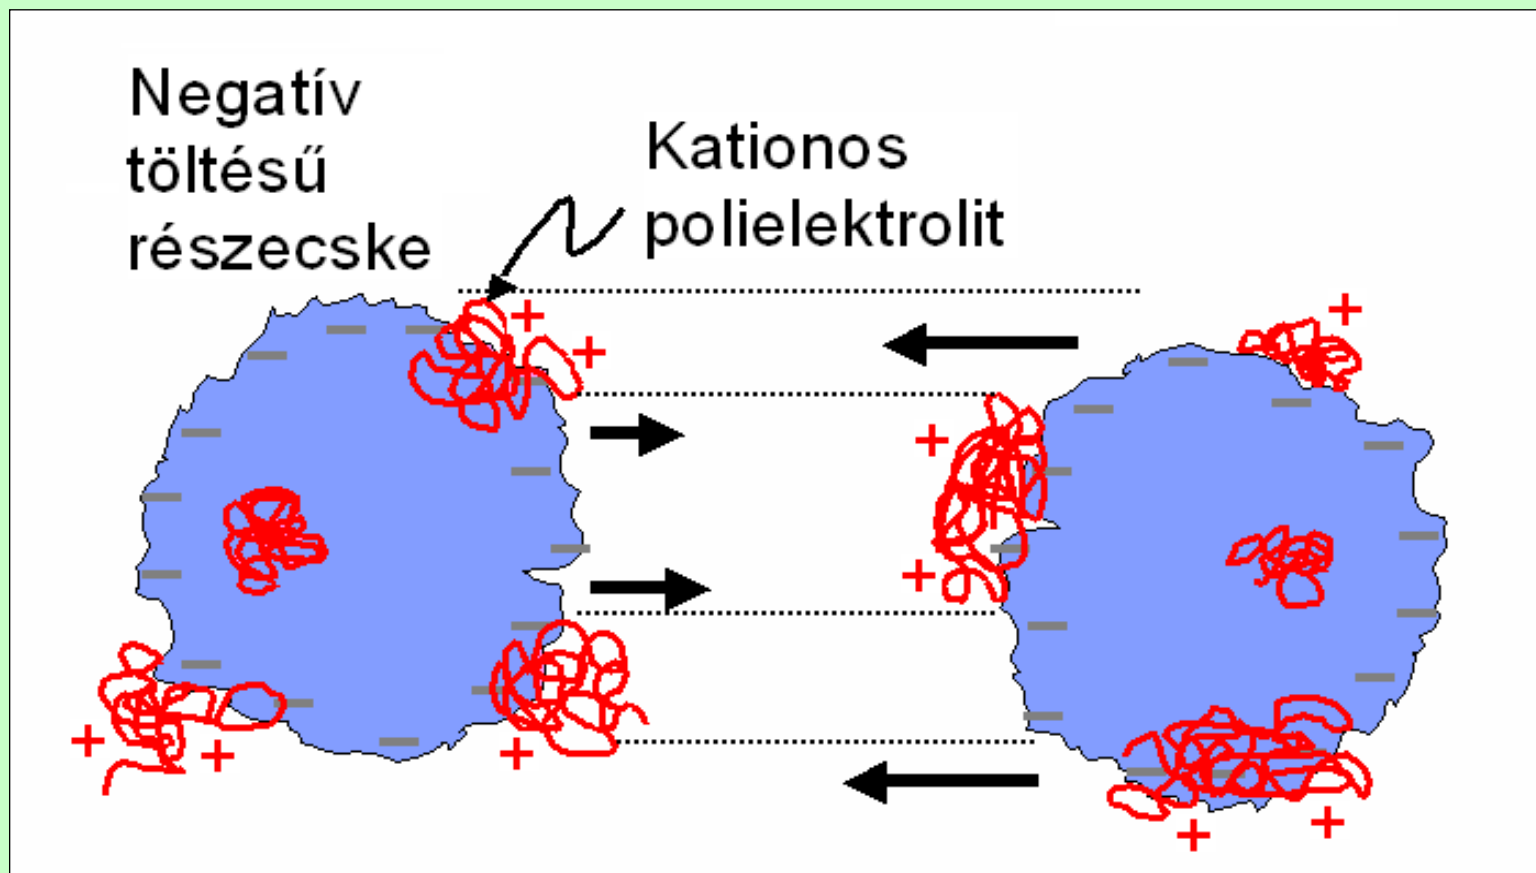 Negatív
töltésű
részecske
Kationos
polielektrolit